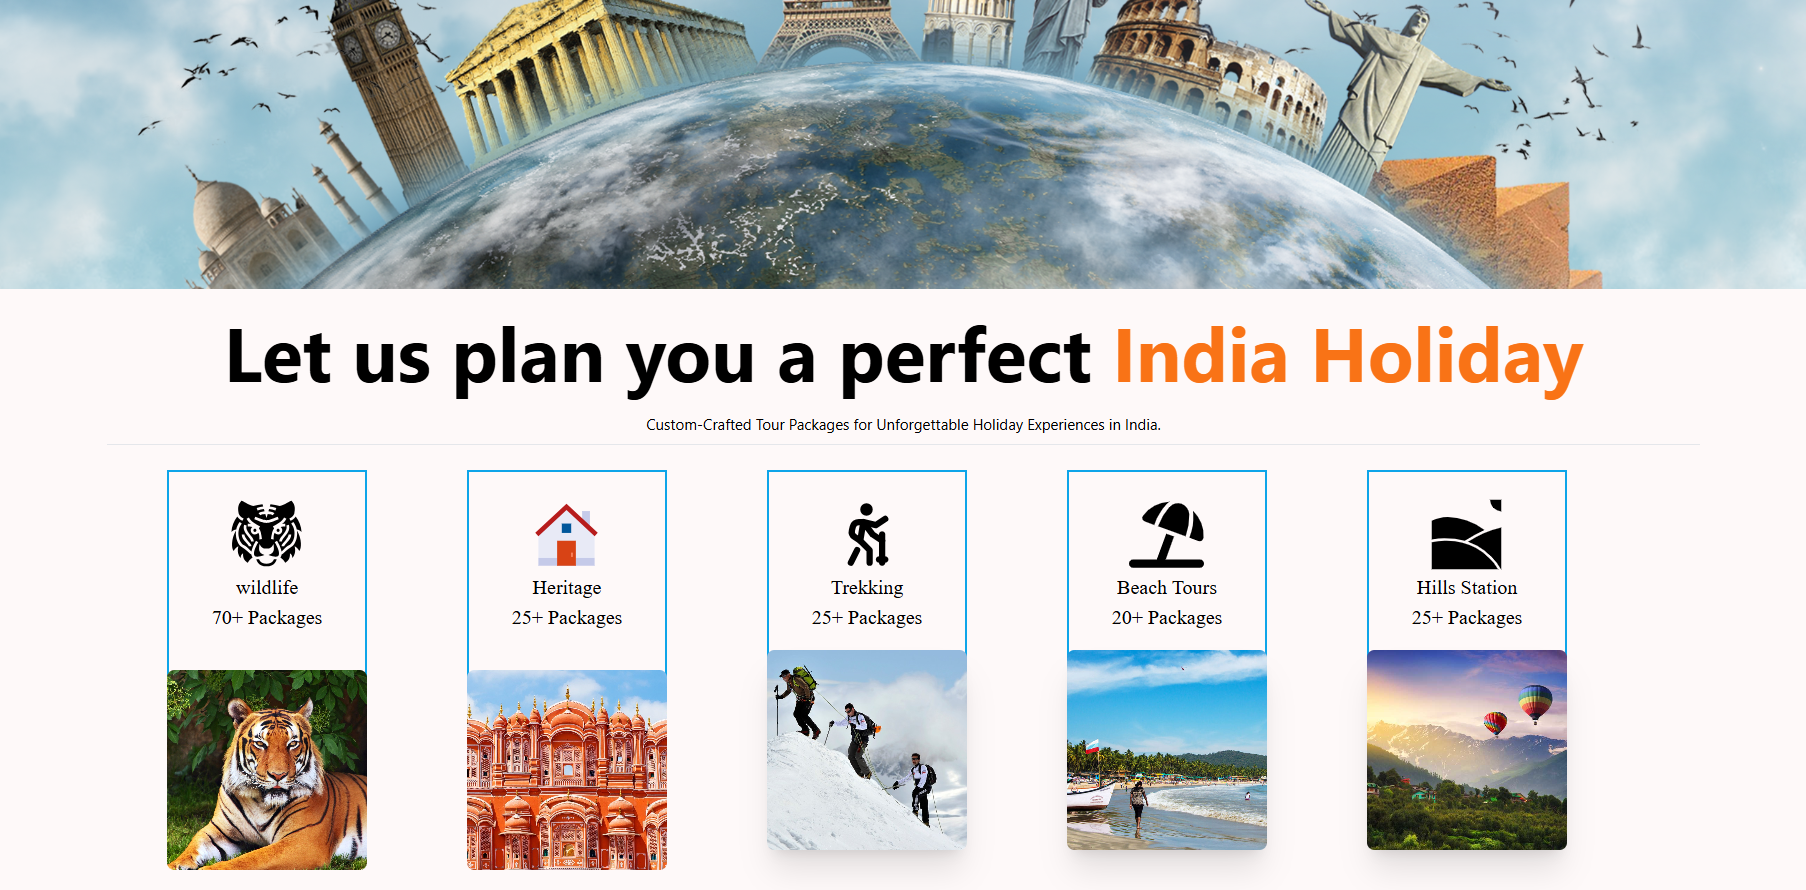 Let us plan you a perfect India Holiday
Custom-Crafted Tour Packages for Unforgettable Holiday Experiences in India.
wildlife
70+ Packages
Heritage
25+ Packages
Trekking
25+ Packages
Beach Tours
20+ Packages
Hills Station
25+ Packages